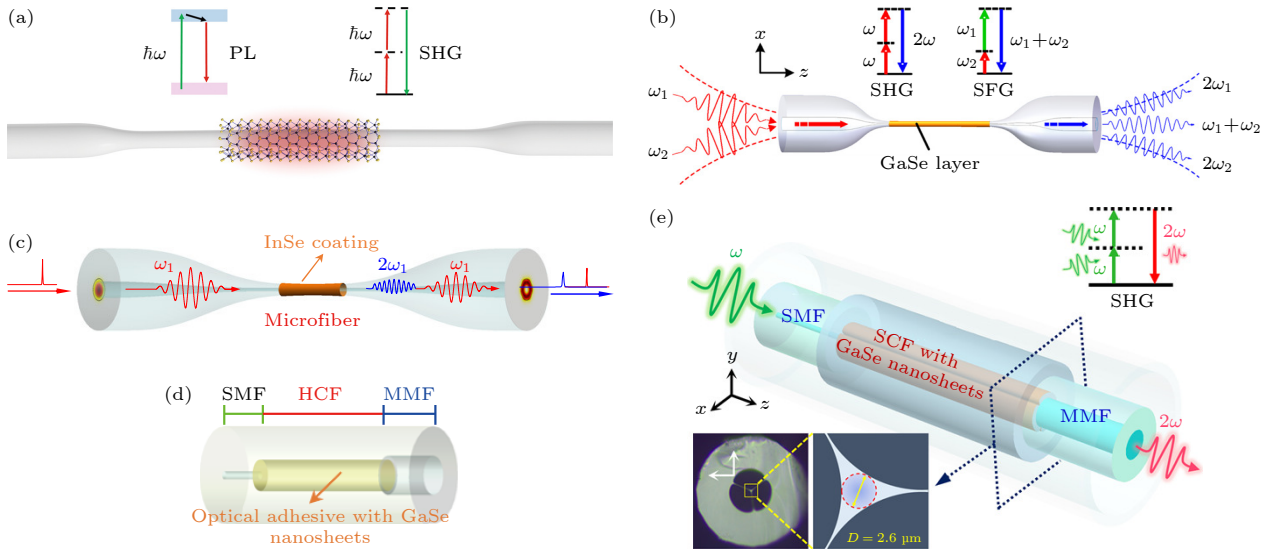 (a)
ħω
PL
ħω
ħω
SHG
(b)
x
z
ω
ω
2ω
SHG
ω₁
ω₂
ω₁+ω₂
SFG
ω₁
ω₂
GaSe layer
2ω₁
ω₁+ω₂
2ω₂
(c)
InSe coating
ω₁
2ω₁
ω₁
Microfiber
(d)
SMF
HCF
MMF
Optical adhesive with GaSe
nanosheets
(e)
ω
SMF
SCF with
GaSe nanosheets
MMF
2ω
ω
ω
2ω
SHG
y
x
z
D = 2.6 µm